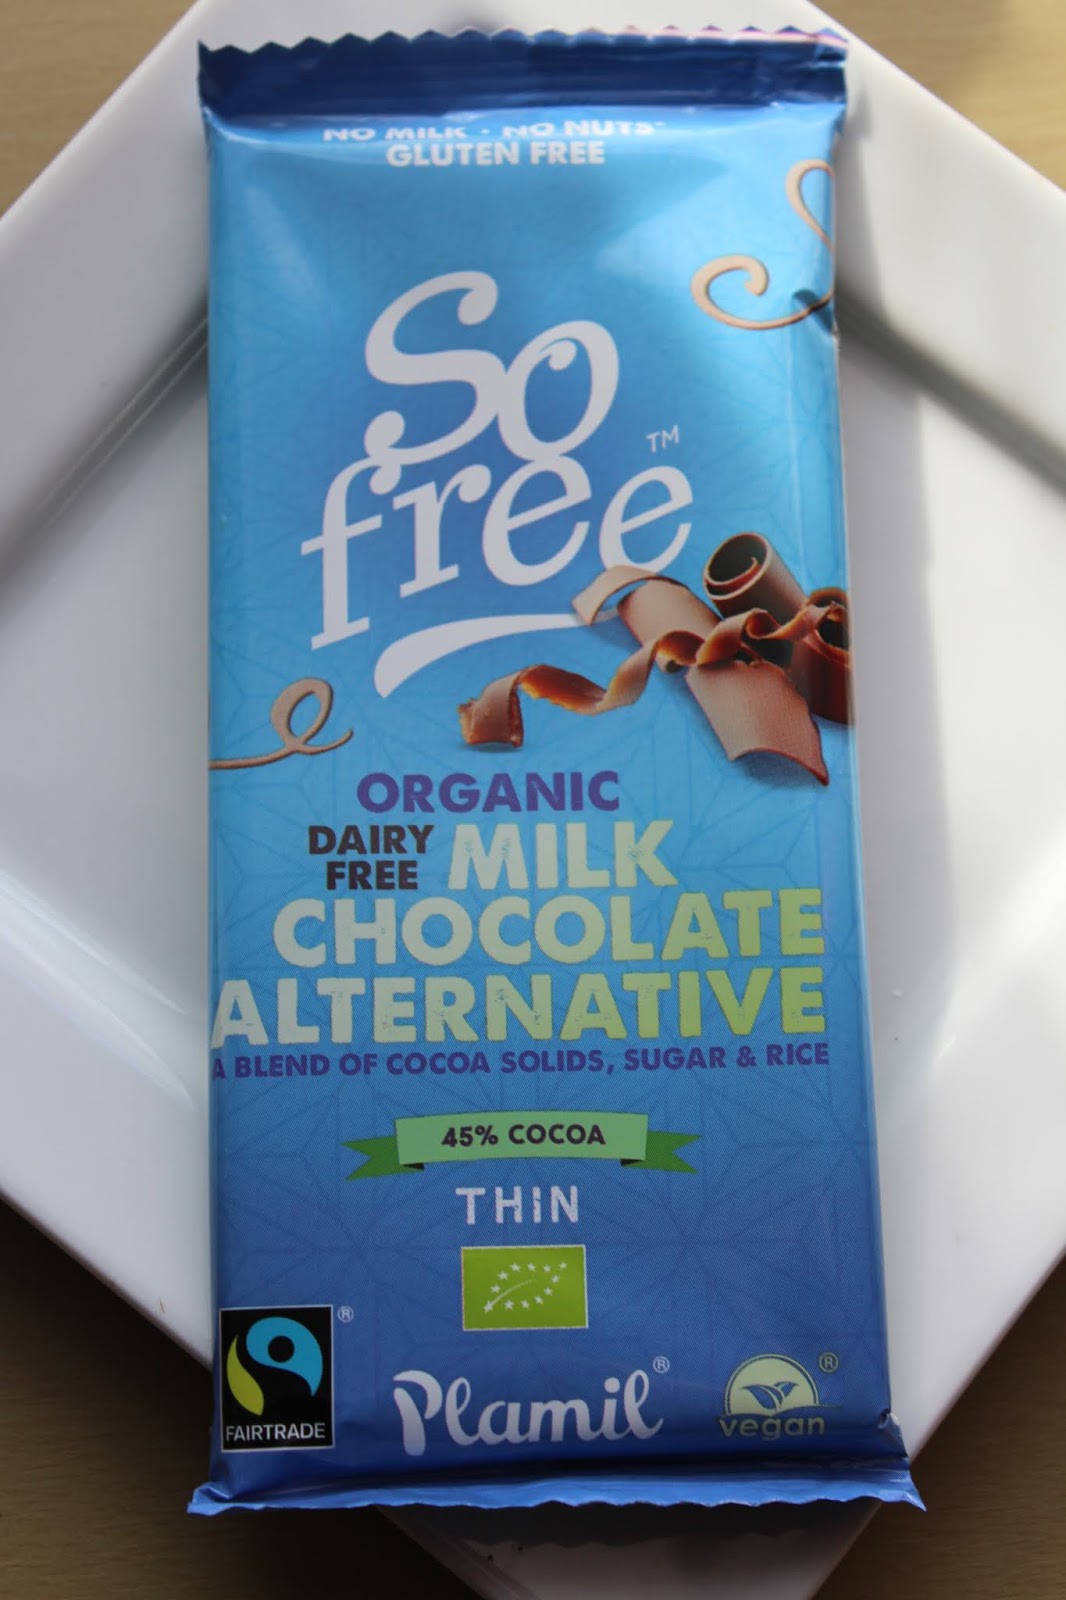 NO MILK · NO NUTS
GLUTEN FREE
So
free™
ORGANIC
DAIRY FREE MILK
CHOCOLATE
ALTERNATIVE
A BLEND OF COCOA SOLIDS, SUGAR & RICE
45% COCOA
THIN
FAIRTRADE ®
Plamil®
vegan ®